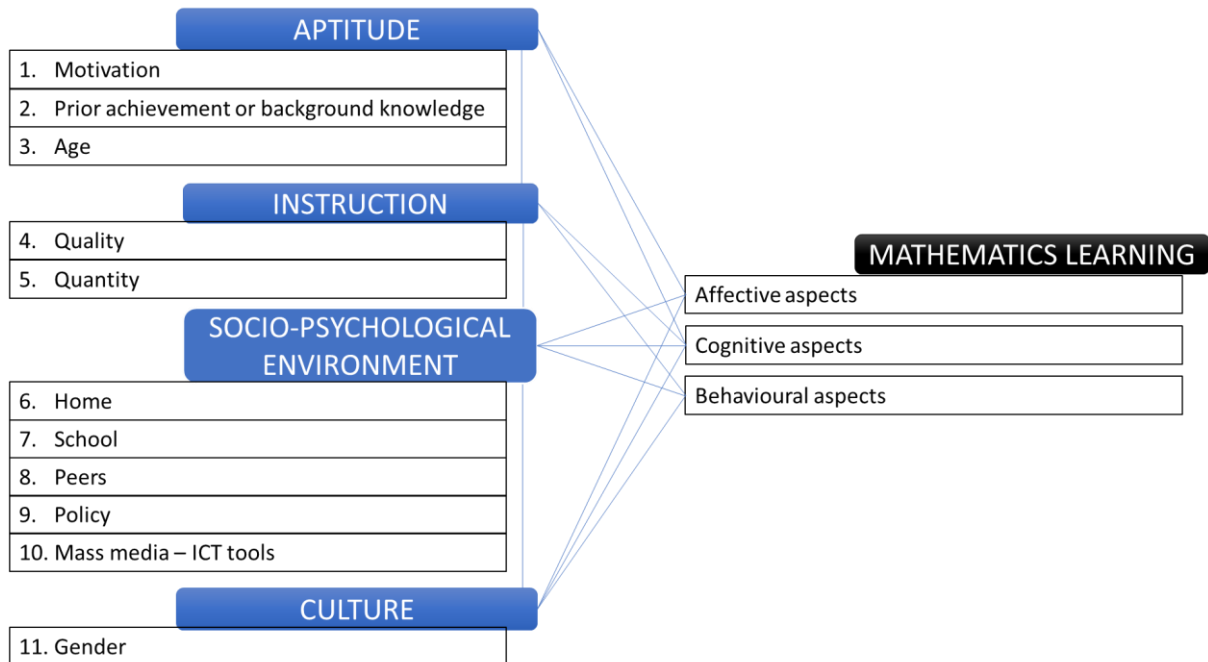 APTITUDE
1. Motivation
2. Prior achievement or background knowledge
3. Age
INSTRUCTION
4. Quality
5. Quantity
SOCIO-PSYCHOLOGICAL
ENVIRONMENT
6. Home
7. School
8. Peers
9. Policy
10. Mass media – ICT tools
CULTURE
11. Gender
MATHEMATICS LEARNING
Affective aspects
Cognitive aspects
Behavioural aspects